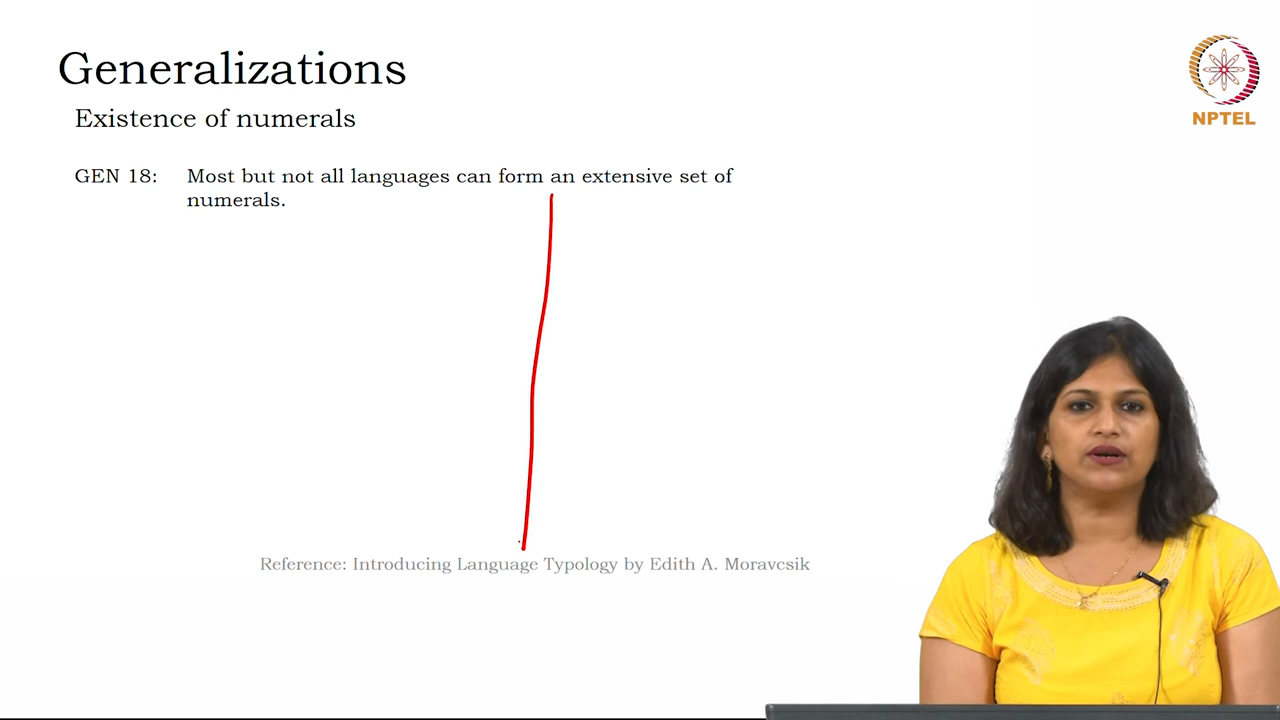 Generalizations
Existence of numerals
GEN 18: Most but not all languages can form an extensive set of
numerals.
Reference: Introducing Language Typology by Edith A. Moravcsik
NPTEL